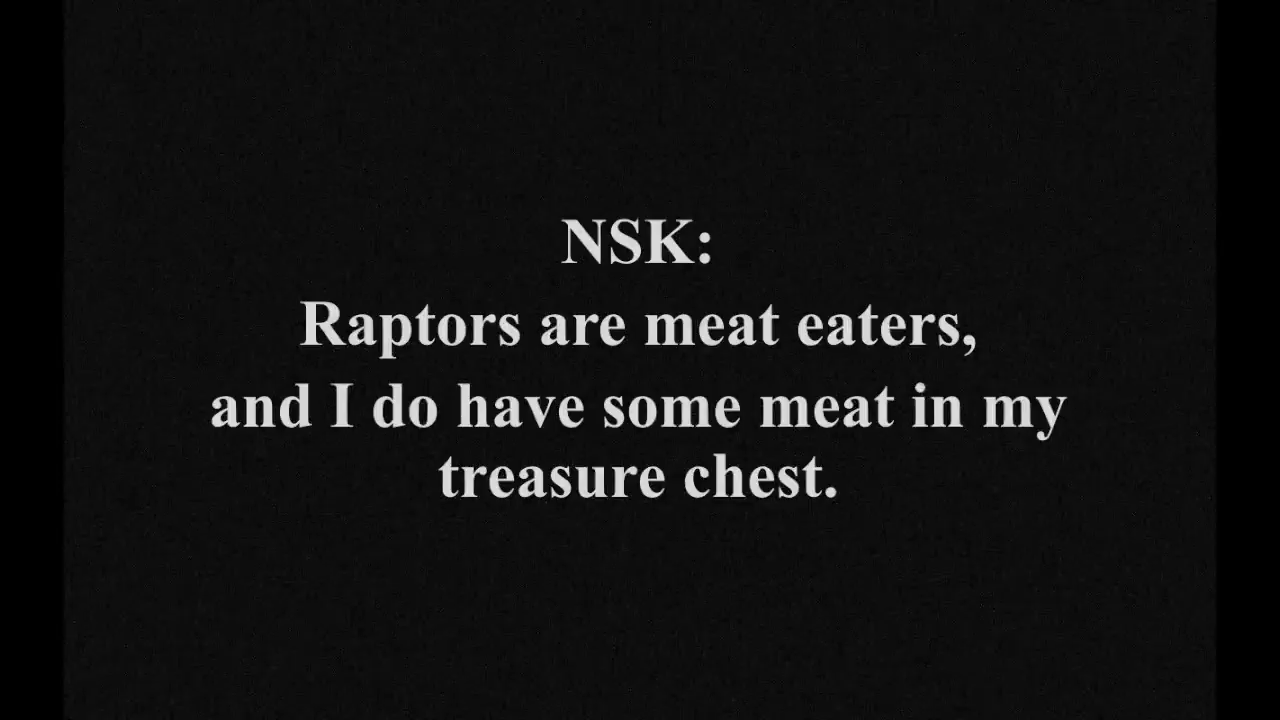 NSK:
Raptors are meat eaters,
and I do have some meat in my
treasure chest.